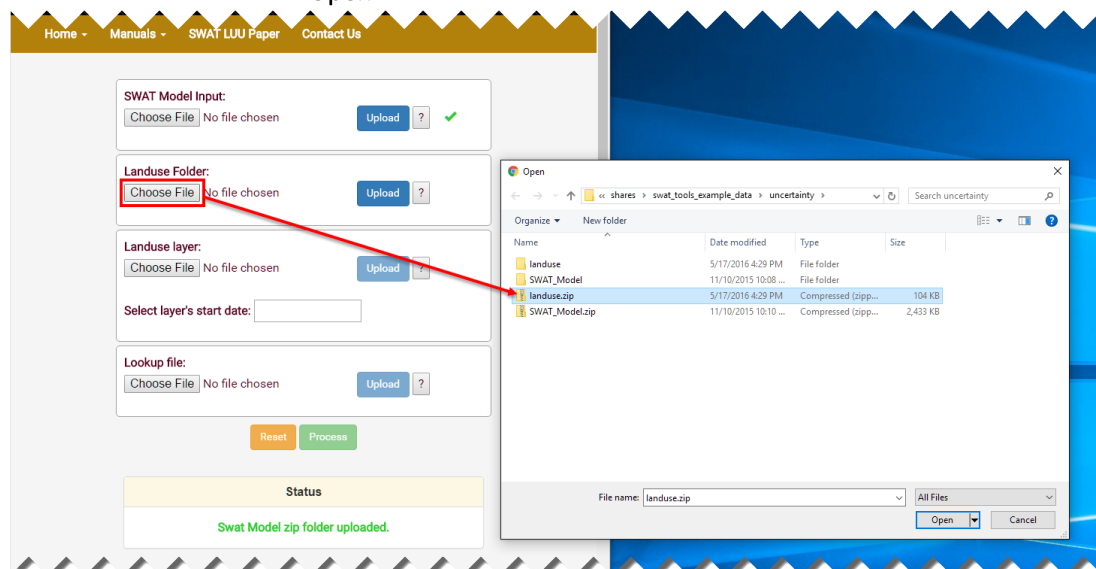 Home Manuals SWAT LUU Paper Contact Us
SWAT Model Input:
Choose File No file chosen Upload ?
Landuse Folder:
Choose File No file chosen Upload ?
Landuse layer:
Choose File No file chosen Upload ?
Select layer's start date:
Lookup file:
Choose File No file chosen Upload ?
Reset Process
Status
Swat Model zip folder uploaded.
Open
« shares › swat_tools_example_data › uncertainty › Search uncertainty
Organize New folder ?
Name Date modified Type Size
landuse 5/17/2016 4:29 PM File folder
SWAT_Model 11/10/2015 10:08 ... File folder
landuse.zip 5/17/2016 4:29 PM Compressed (zipp... 104 KB
SWAT_Model.zip 11/10/2015 10:10 ... Compressed (zipp... 2,433 KB
File name: landuse.zip All Files
Open Cancel